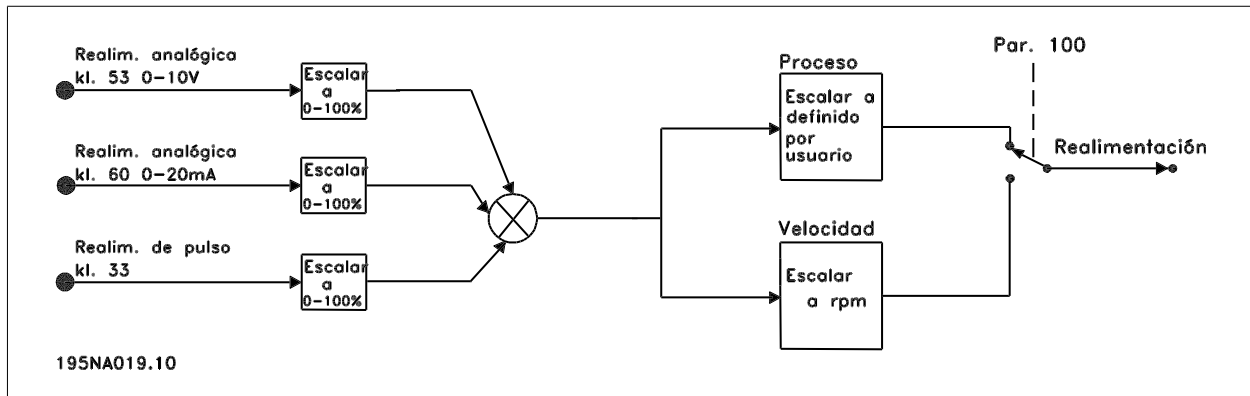 Realim. analógica
kl. 53 0-10V
Escalar
a
0-100%
Realim. analógica
kl. 60 0-20mA
Escalar
a
0-100%
Realim. de pulso
kl. 33
Escalar
a
0-100%
Proceso
Escalar a
definido
por
usuario
Velocidad
Escalar
a rpm
Par. 100
Realimentación
195NA019.10